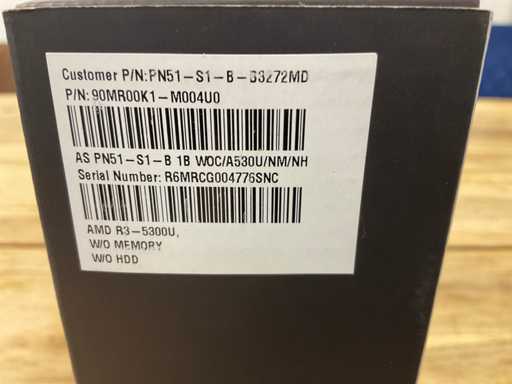 Customer P/N:PN51-S1-B-B3272MD
P/N: 90MR00K1-M004U0
AS PN51-S1-B 1B WOC/A530U/NM/NH
Serial Number: R6MRCG004776SNC
AMD R3-5300U,
W/O MEMORY
W/O HDD